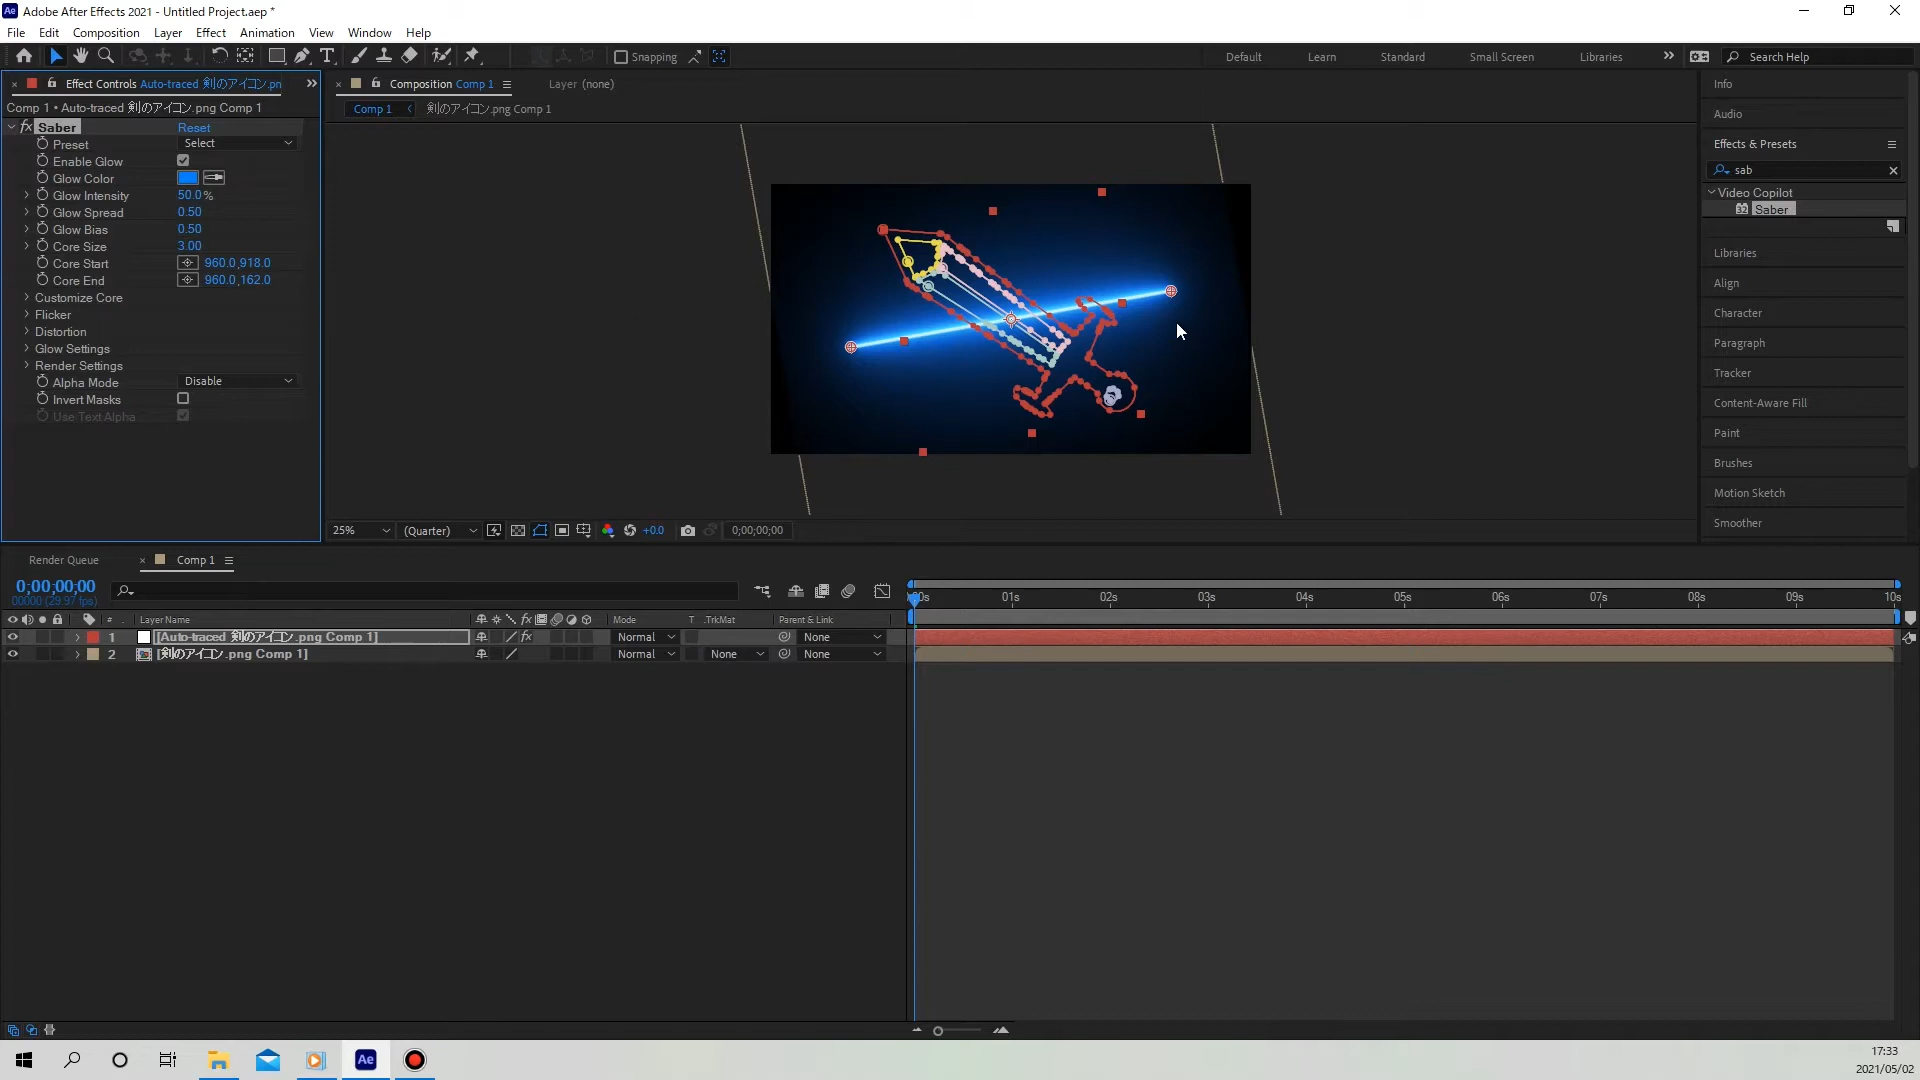 Ae Adobe After Effects 2021 - Untitled Project.aep *
File Edit Composition Layer Effect Animation View Window Help
Snapping
Default Learn Standard Small Screen Libraries Search Help
Effect Controls Auto-traced 剣のアイコン.pn
Comp 1 • Auto-traced 剣のアイコン.png Comp 1
fx Saber Reset
Preset Select
Enable Glow
Glow Color
Glow Intensity 50.0%
Glow Spread 0.50
Glow Bias 0.50
Core Size 3.00
Core Start 960.0,918.0
Core End 960.0,162.0
Customize Core
Flicker
Distortion
Glow Settings
Render Settings
Alpha Mode Disable
Invert Masks
Use Text Alpha
Composition Comp 1
Layer (none)
Comp 1 剣のアイコン.png Comp 1
25% (Quarter) +0.0 0;00;00;00
Info
Audio
Effects & Presets
sab
Video Copilot
32 Saber
Libraries
Align
Character
Paragraph
Tracker
Content-Aware Fill
Paint
Brushes
Motion Sketch
Smoother
Render Queue Comp 1
0;00;00;00
00000 (29.97 fps)
# Layer Name fx Mode T .TrkMat Parent & Link
01s 02s 03s 04s 05s 06s 07s 08s 09s 10s
1 [Auto-traced 剣のアイコン.png Comp 1] fx Normal None
2 [剣のアイコン.png Comp 1] Normal None None
Ae
17:33
2021/05/02